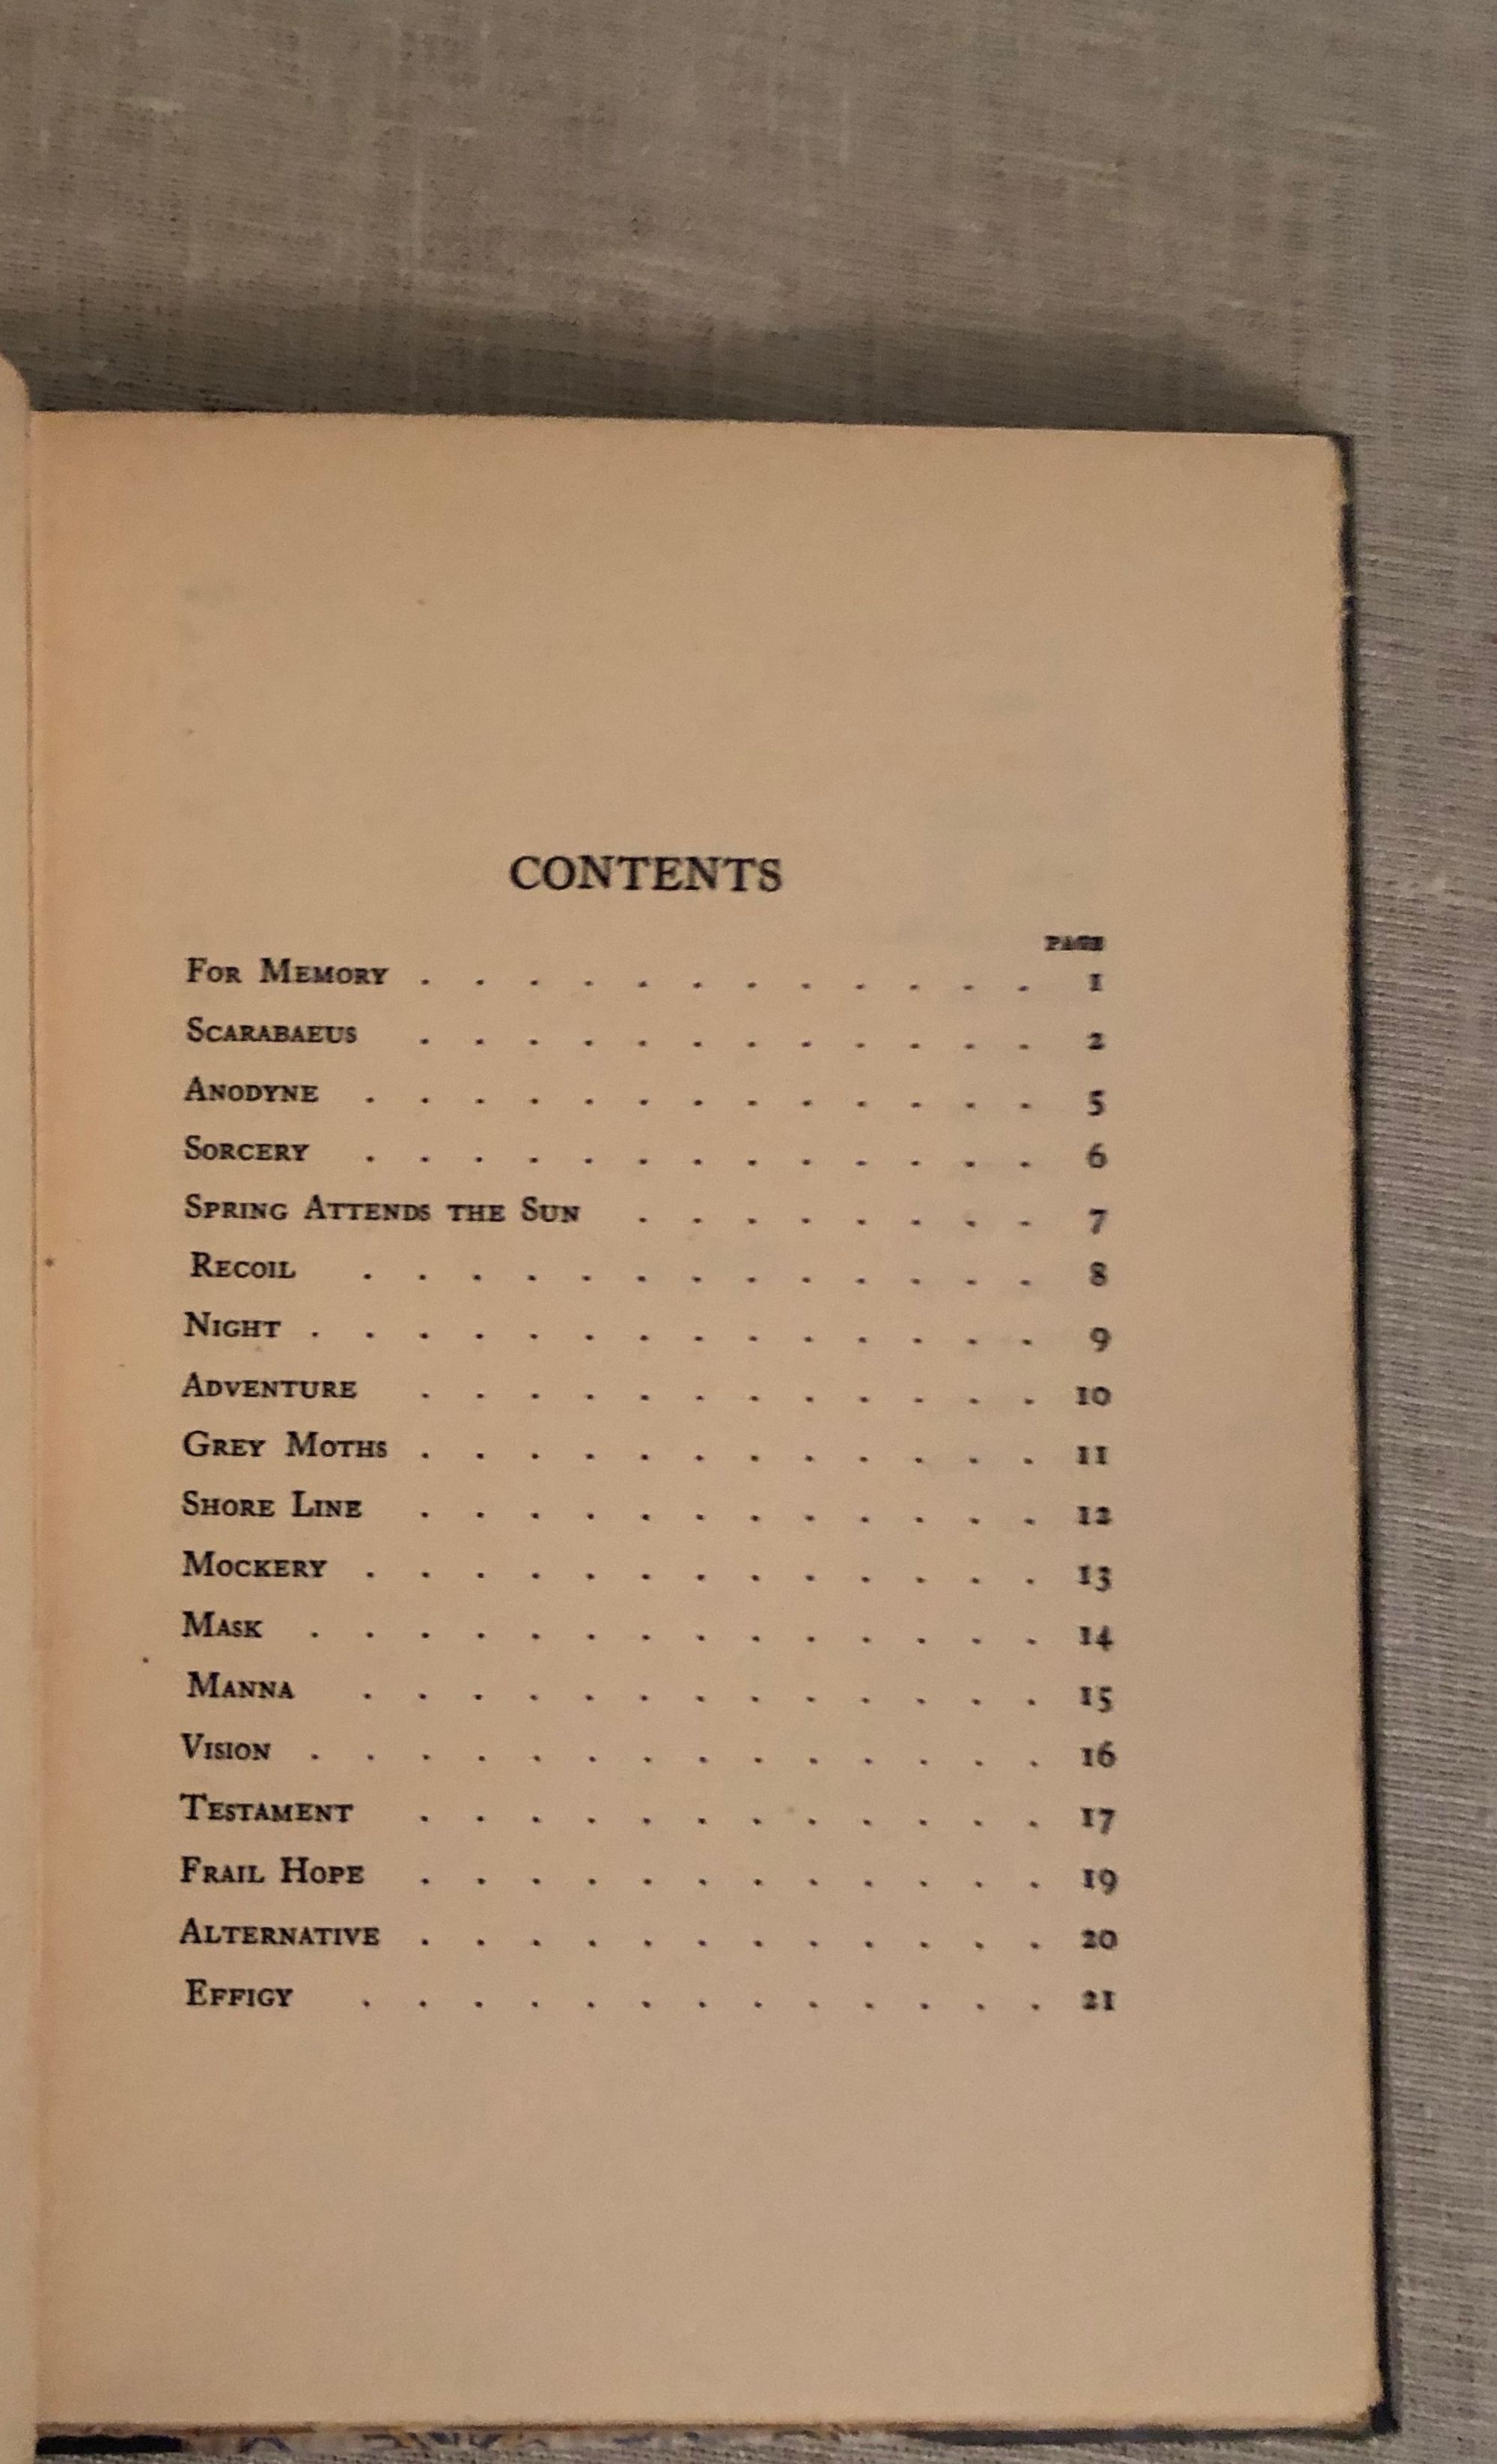 CONTENTS
PAGE
FOR MEMORY . . . . . . . . . . . . 1
SCARABAEUS . . . . . . . . . . . . 2
ANODYNE . . . . . . . . . . . . . 5
SORCERY . . . . . . . . . . . . . 6
SPRING ATTENDS THE SUN . . . . . . . . 7
RECOIL . . . . . . . . . . . . . 8
NIGHT . . . . . . . . . . . . . . 9
ADVENTURE . . . . . . . . . . . . 10
GREY MOTHS . . . . . . . . . . . . 11
SHORE LINE . . . . . . . . . . . . 12
MOCKERY . . . . . . . . . . . . . 13
MASK . . . . . . . . . . . . . . 14
MANNA . . . . . . . . . . . . . 15
VISION . . . . . . . . . . . . . . 16
TESTAMENT . . . . . . . . . . . . 17
FRAIL HOPE . . . . . . . . . . . . 19
ALTERNATIVE . . . . . . . . . . . . 20
EFFIGY . . . . . . . . . . . . . 21